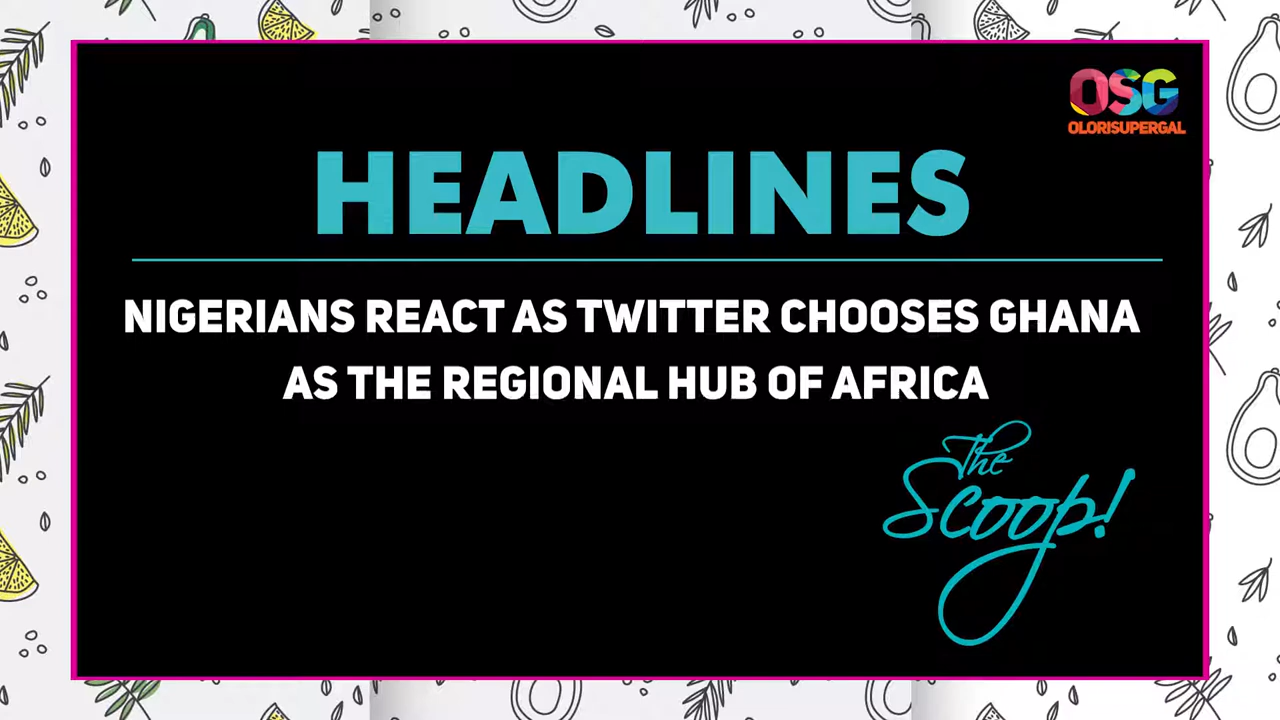 OSG
OLORISUPERGAL
HEADLINES
NIGERIANS REACT AS TWITTER CHOOSES GHANA
AS THE REGIONAL HUB OF AFRICA
The
Scoop!